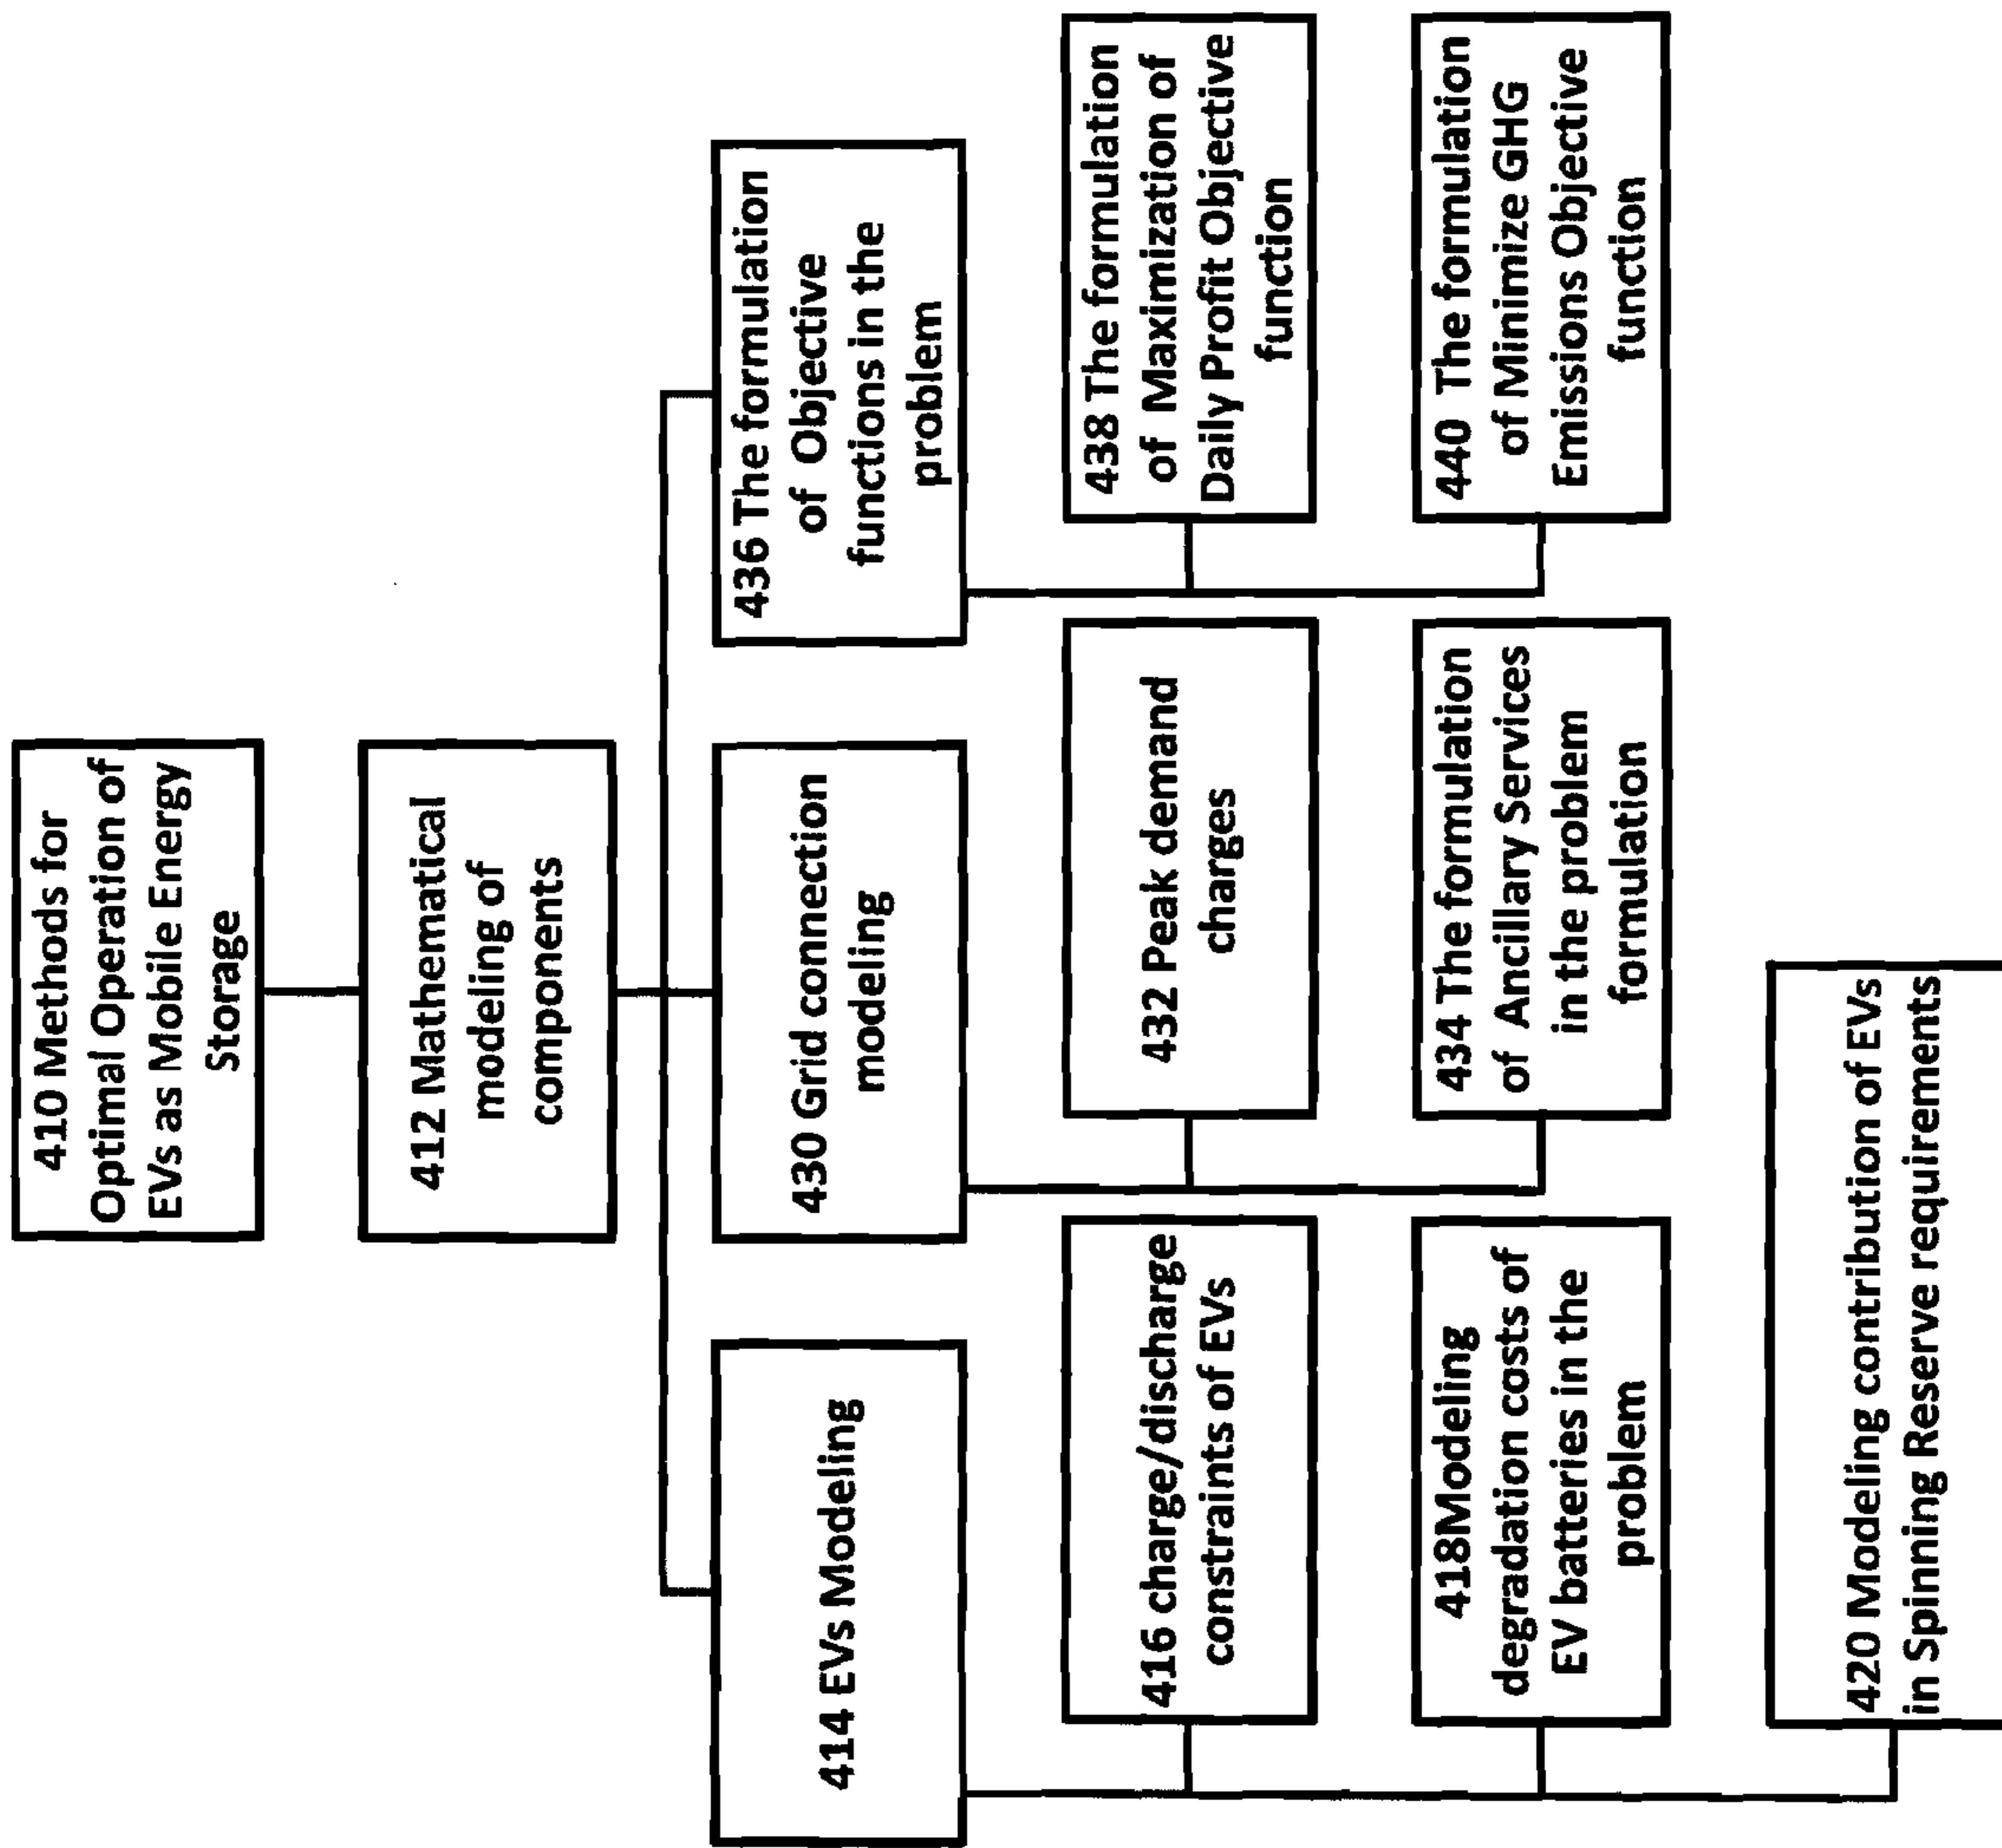 410 Methods for
Optimal Operation of
EVs as Mobile Energy
Storage
412 Mathematical
modeling of
components
414 EVs Modeling
416 charge/discharge
constraints of EVs
418Modeling
degradation costs of
EV batteries in the
problem
420 Modeling contribution of EVs
in Spinning Reserve requirements
430 Grid connection
modeling
432 Peak demand
charges
434 The formulation
of Ancillary Services
in the problem
formulation
436 The formulation
of Objective
functions in the
problem
438 The formulation
of Maximization of
Daily Profit Objective
function
440 The formulation
of Minimize GHG
Emissions Objective
function